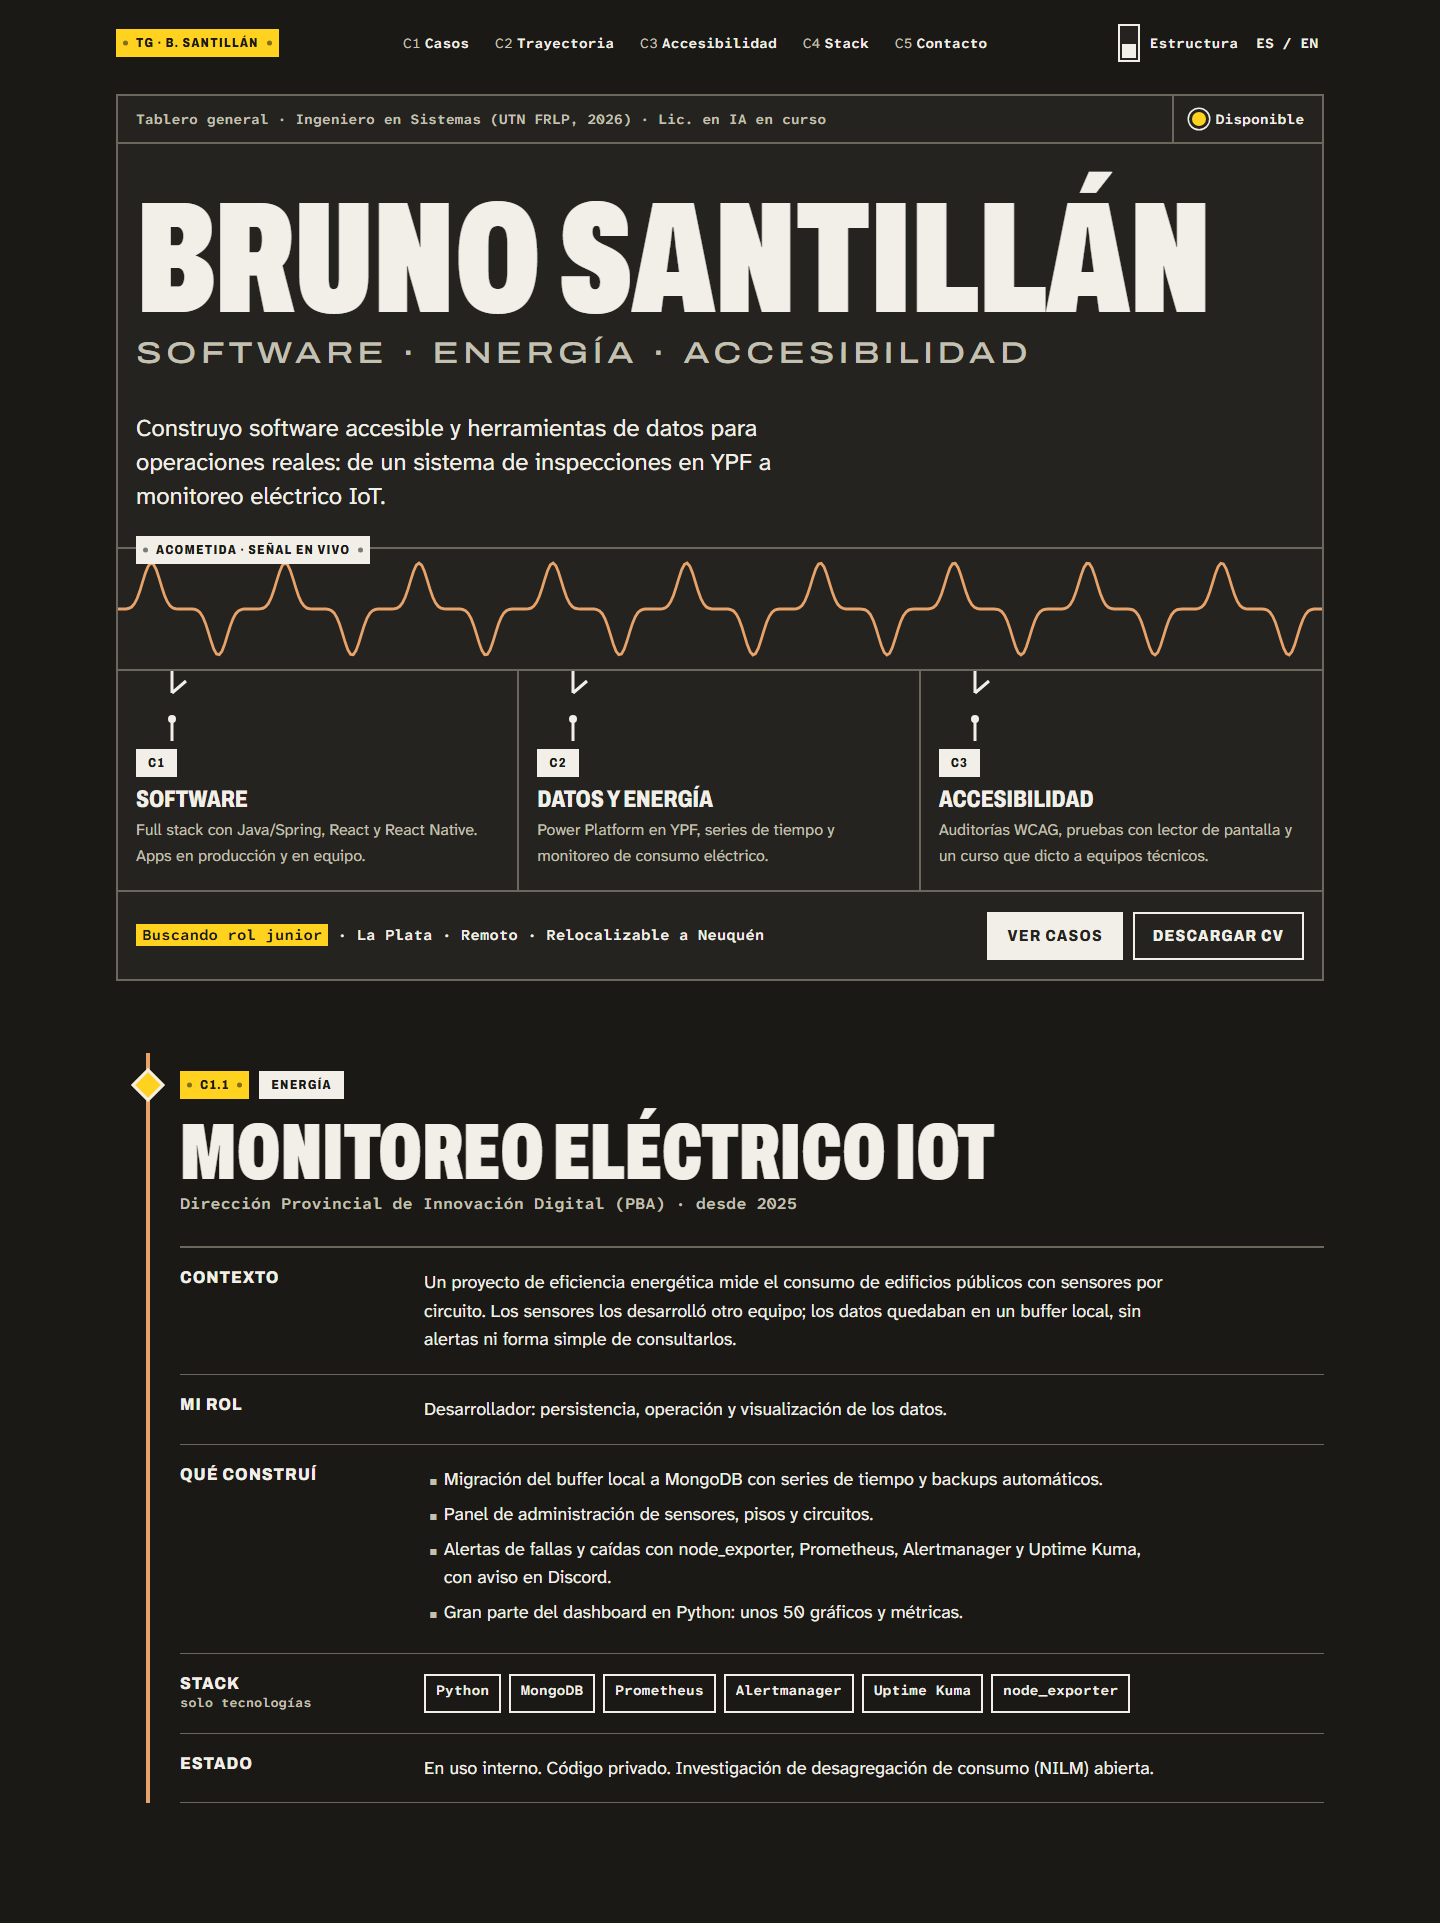 TG · B. SANTILLÁN
C1 Casos C2 Trayectoria C3 Accesibilidad C4 Stack C5 Contacto
Estructura ES / EN
Tablero general · Ingeniero en Sistemas (UTN FRLP, 2026) · Lic. en IA en curso
Disponible
BRUNO SANTILLÁN
SOFTWARE · ENERGÍA · ACCESIBILIDAD
Construyo software accesible y herramientas de datos para
operaciones reales: de un sistema de inspecciones en YPF a
monitoreo eléctrico IoT.
ACOMETIDA · SEÑAL EN VIVO
C1
SOFTWARE
Full stack con Java/Spring, React y React Native.
Apps en producción y en equipo.
C2
DATOS Y ENERGÍA
Power Platform en YPF, series de tiempo y
monitoreo de consumo eléctrico.
C3
ACCESIBILIDAD
Auditorías WCAG, pruebas con lector de pantalla y
un curso que dicto a equipos técnicos.
Buscando rol junior · La Plata · Remoto · Relocalizable a Neuquén
VER CASOS
DESCARGAR CV
C1.1
ENERGÍA
MONITOREO ELÉCTRICO IOT
Dirección Provincial de Innovación Digital (PBA) · desde 2025
CONTEXTO
Un proyecto de eficiencia energética mide el consumo de edificios públicos con sensores por
circuito. Los sensores los desarrolló otro equipo; los datos quedaban en un buffer local, sin
alertas ni forma simple de consultarlos.
MI ROL
Desarrollador: persistencia, operación y visualización de los datos.
QUÉ CONSTRUÍ
▪ Migración del buffer local a MongoDB con series de tiempo y backups automáticos.
▪ Panel de administración de sensores, pisos y circuitos.
▪ Alertas de fallas y caídas con node_exporter, Prometheus, Alertmanager y Uptime Kuma,
con aviso en Discord.
▪ Gran parte del dashboard en Python: unos 50 gráficos y métricas.
STACK
solo tecnologías
Python MongoDB Prometheus Alertmanager Uptime Kuma node_exporter
ESTADO
En uso interno. Código privado. Investigación de desagregación de consumo (NILM) abierta.